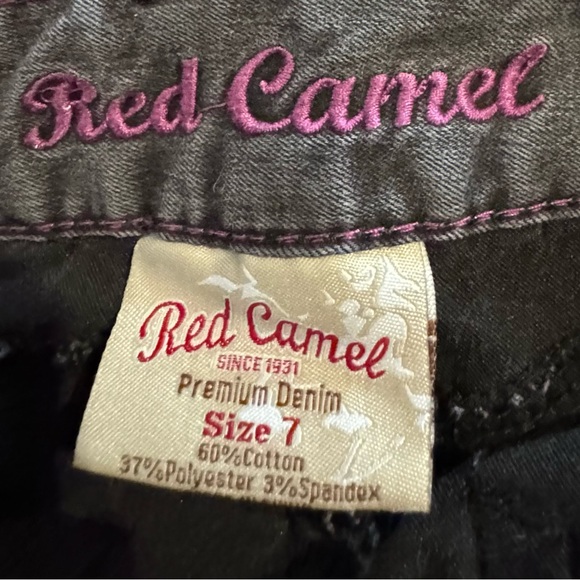 Red Camel
Red Camel
SINCE 1931
Premium Denim
Size 7
60%Cotton
37%Polyester 3%Spandex